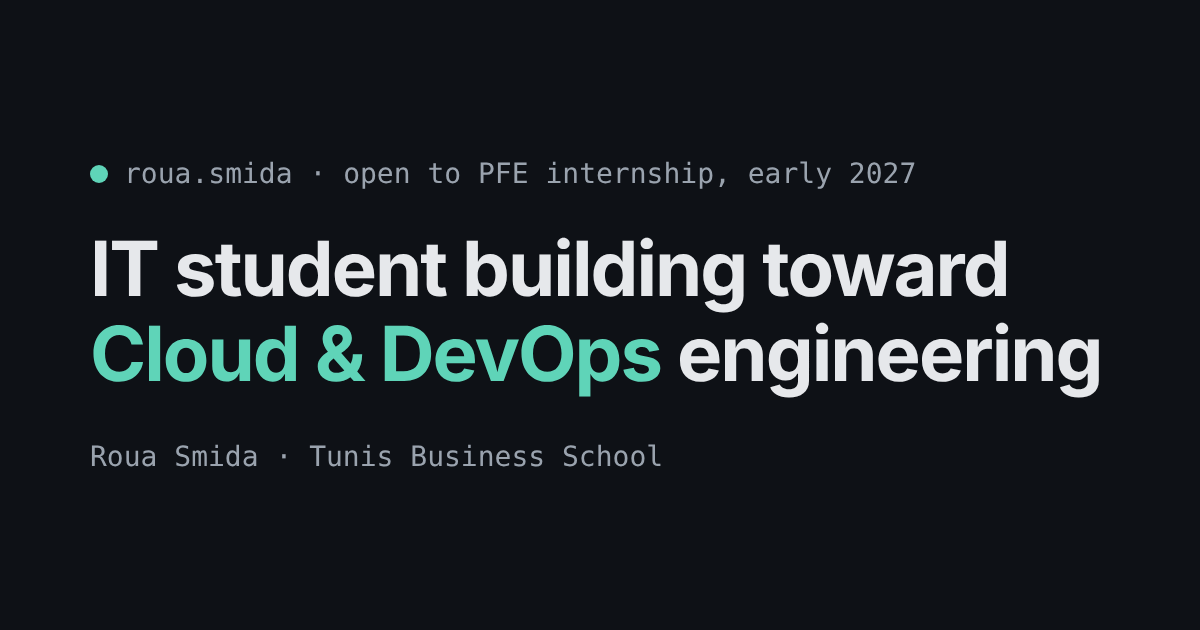 roua.smida · open to PFE internship, early 2027
IT student building toward
Cloud & DevOps engineering
Roua Smida · Tunis Business School